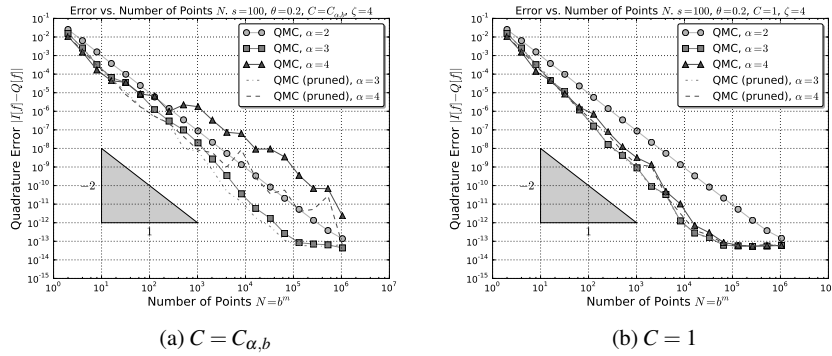 Error vs. Number of Points N. s=100, θ=0.2, C=C_{α,b}, ζ=4
Quadrature Error |I[f]−Q[f]|
10^{-1}
10^{-2}
10^{-3}
10^{-4}
10^{-5}
10^{-6}
10^{-7}
10^{-8}
10^{-9}
10^{-10}
10^{-11}
10^{-12}
10^{-13}
10^{-14}
10^{-15}
QMC, α=2
QMC, α=3
QMC, α=4
QMC (pruned), α=3
QMC (pruned), α=4
−2
1
10^0 10^1 10^2 10^3 10^4 10^5 10^6 10^7
Number of Points N=b^m
(a) C = C_{α,b}
Error vs. Number of Points N. s=100, θ=0.2, C=1, ζ=4
Quadrature Error |I[f]−Q[f]|
10^{-1}
10^{-2}
10^{-3}
10^{-4}
10^{-5}
10^{-6}
10^{-7}
10^{-8}
10^{-9}
10^{-10}
10^{-11}
10^{-12}
10^{-13}
10^{-14}
10^{-15}
QMC, α=2
QMC, α=3
QMC, α=4
QMC (pruned), α=3
QMC (pruned), α=4
−2
1
10^0 10^1 10^2 10^3 10^4 10^5 10^6 10^7
Number of Points N=b^m
(b) C = 1